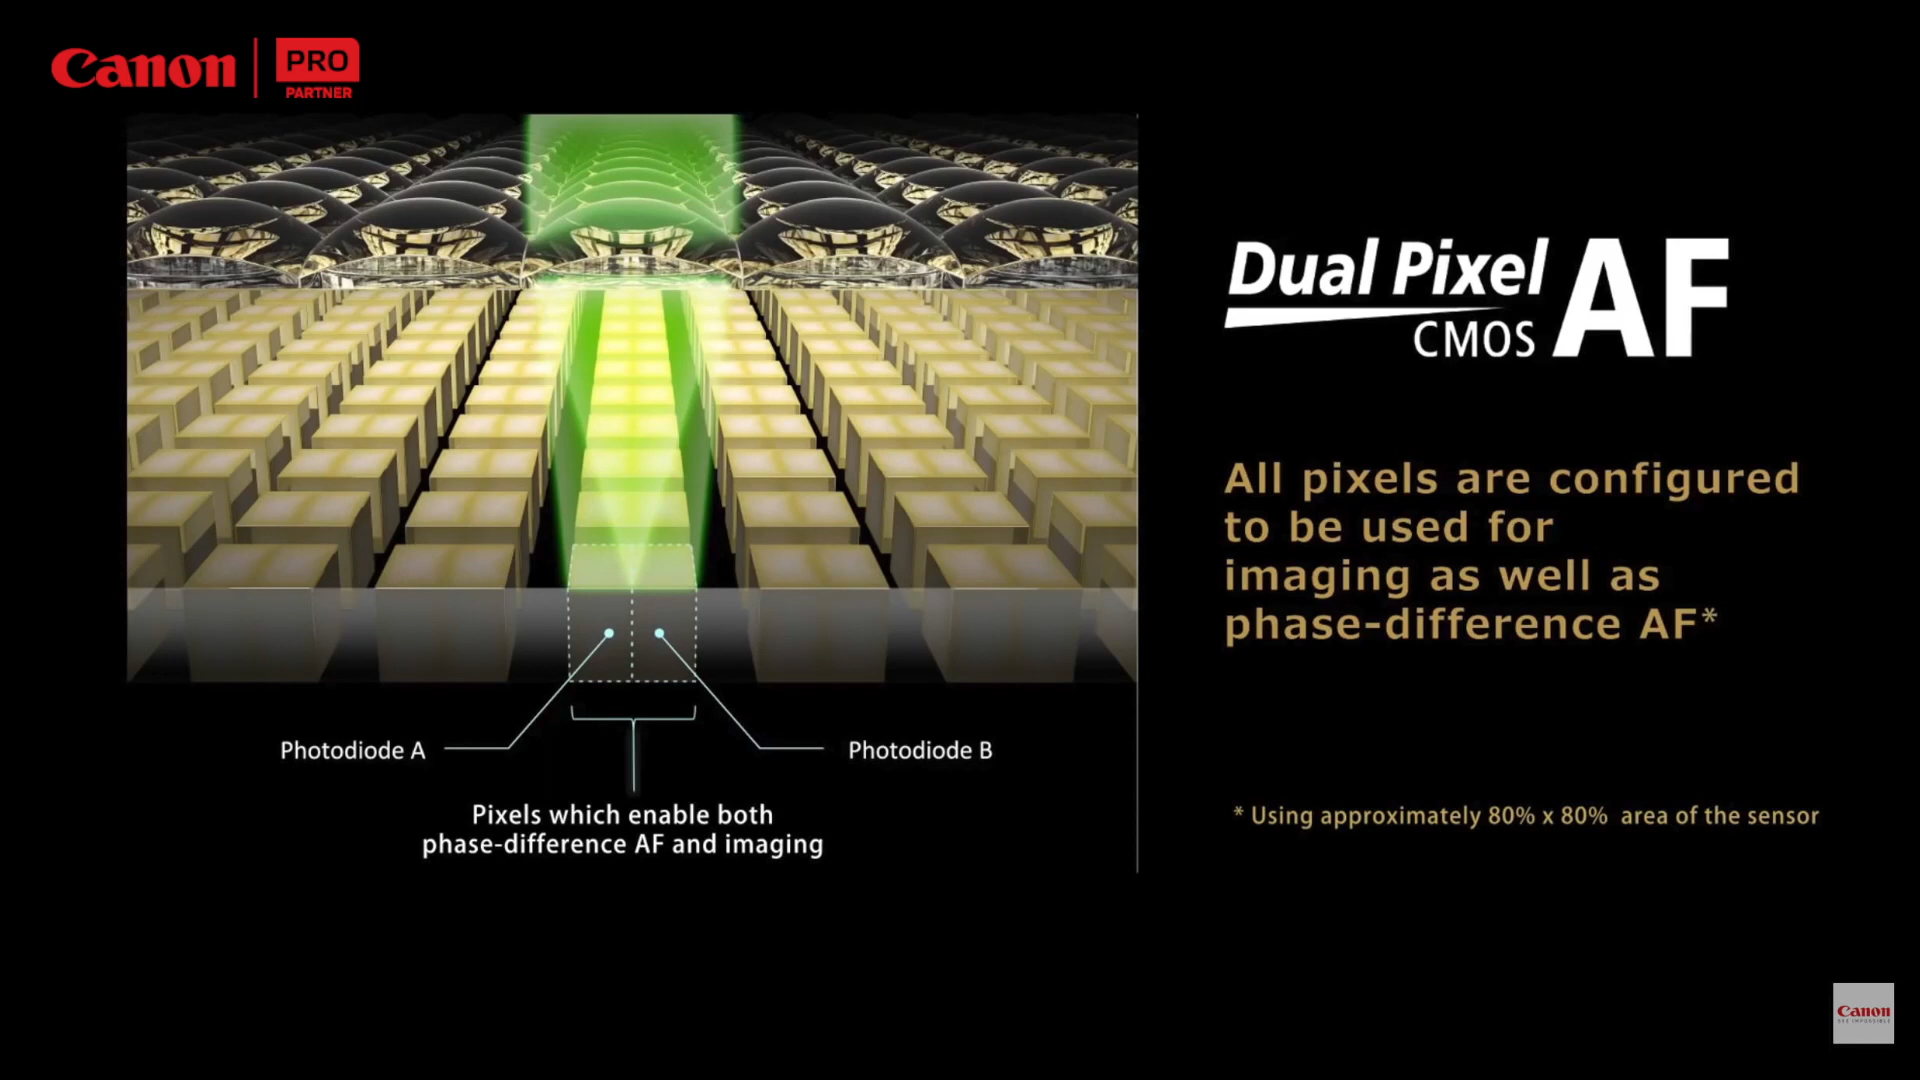 Canon
PRO
PARTNER
Dual Pixel
CMOS
AF
All pixels are configured
to be used for
imaging as well as
phase-difference AF*
Photodiode A
Photodiode B
Pixels which enable both
phase-difference AF and imaging
* Using approximately 80% x 80% area of the sensor
Canon
SEE IMPOSSIBLE